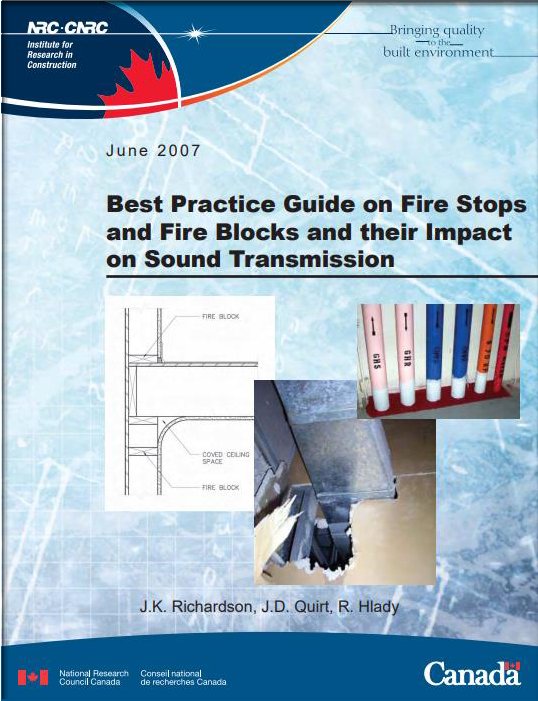 NRC·CNRC
Institute for
Research in
Construction
Bringing quality
to the
built environment
June 2007
Best Practice Guide on Fire Stops
and Fire Blocks and their Impact
on Sound Transmission
FIRE BLOCK
COVED CEILING
SPACE
FIRE BLOCK
GHS
GHR
J.K. Richardson, J.D. Quirt, R. Hlady
National Research
Council Canada
Conseil national
de recherches Canada
Canada